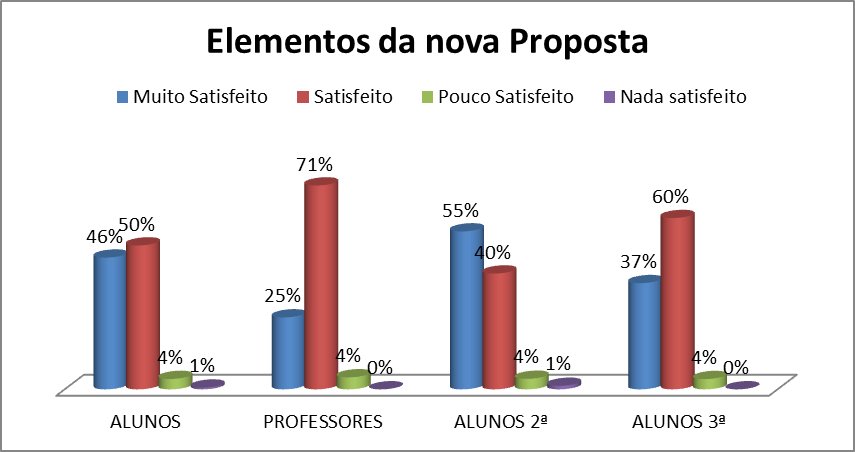 Elementos da nova Proposta
Muito Satisfeito Satisfeito Pouco Satisfeito Nada satisfeito
46% 50% 4% 1% 25% 71% 4% 0% 55% 40% 4% 1% 37% 60% 4% 0%
ALUNOS PROFESSORES ALUNOS 2ª ALUNOS 3ª